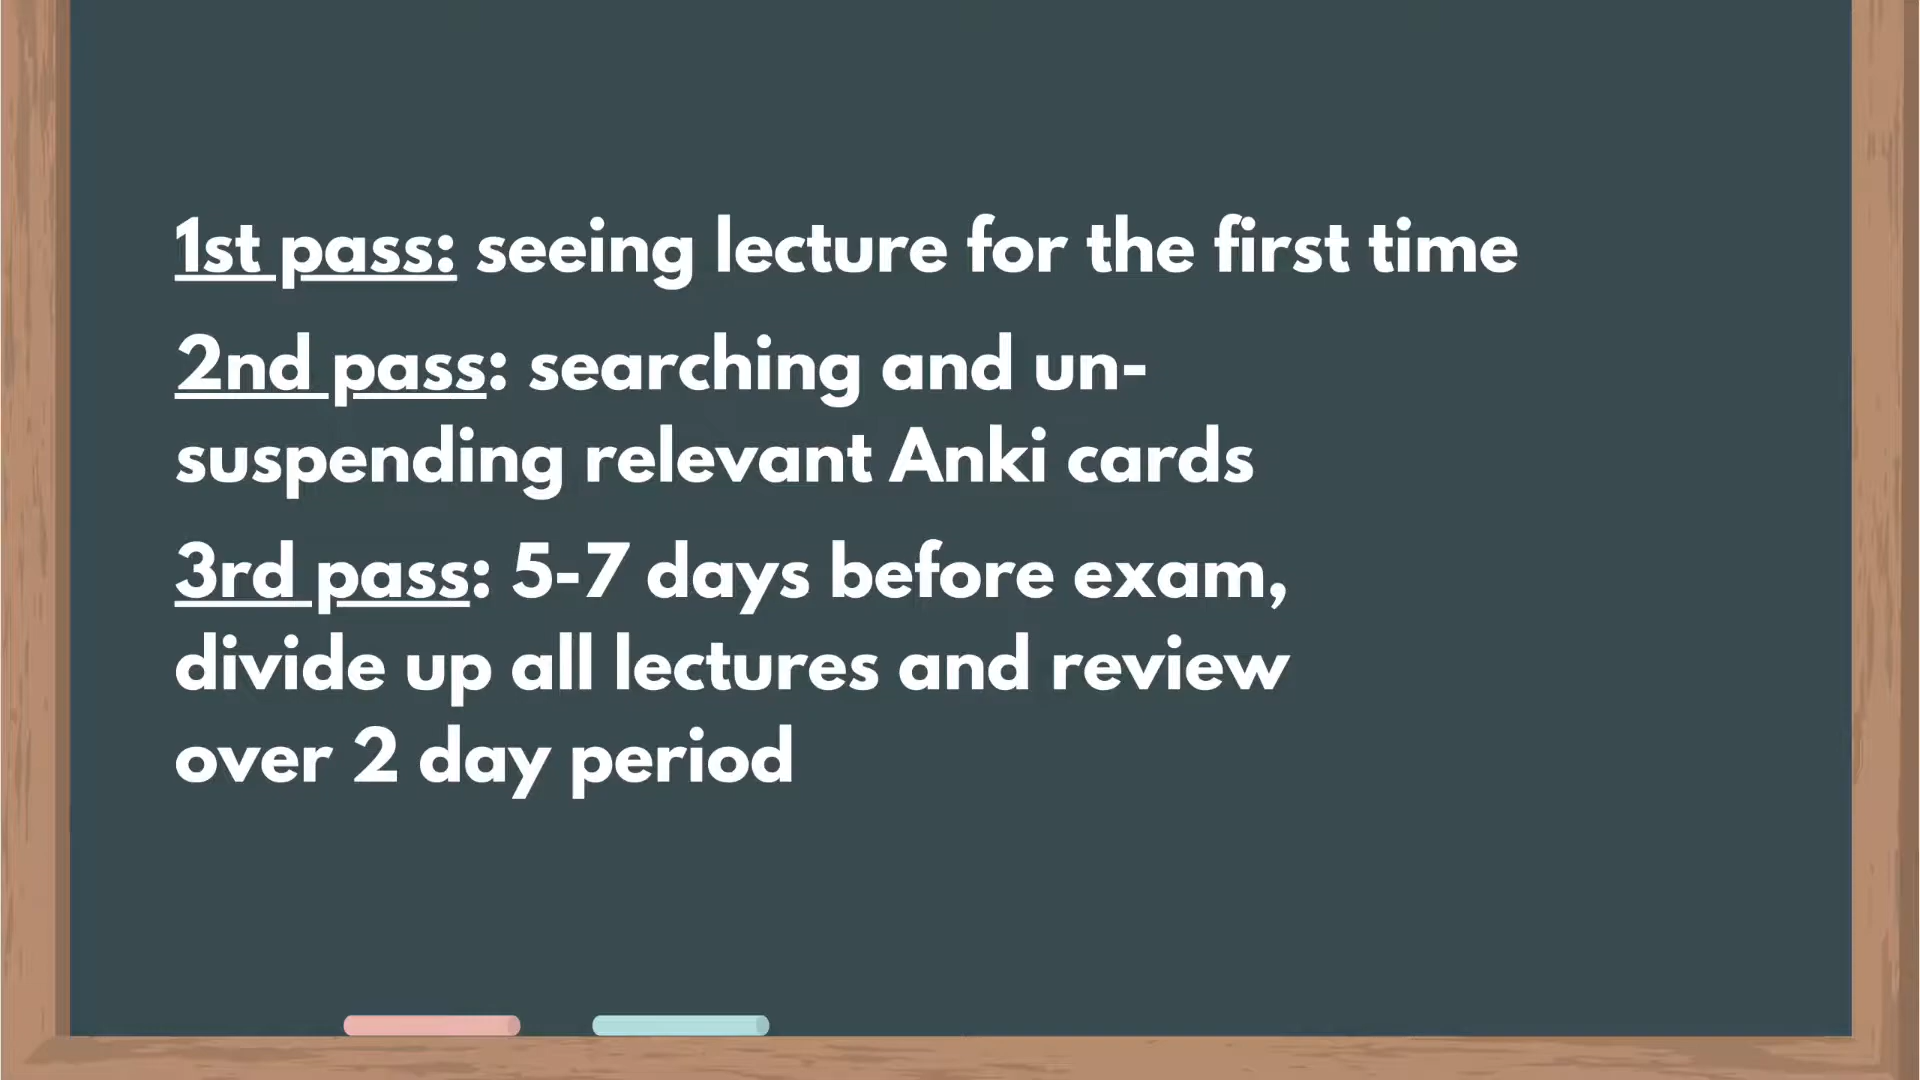 1st pass: seeing lecture for the first time
2nd pass: searching and un-
suspending relevant Anki cards
3rd pass: 5-7 days before exam,
divide up all lectures and review
over 2 day period